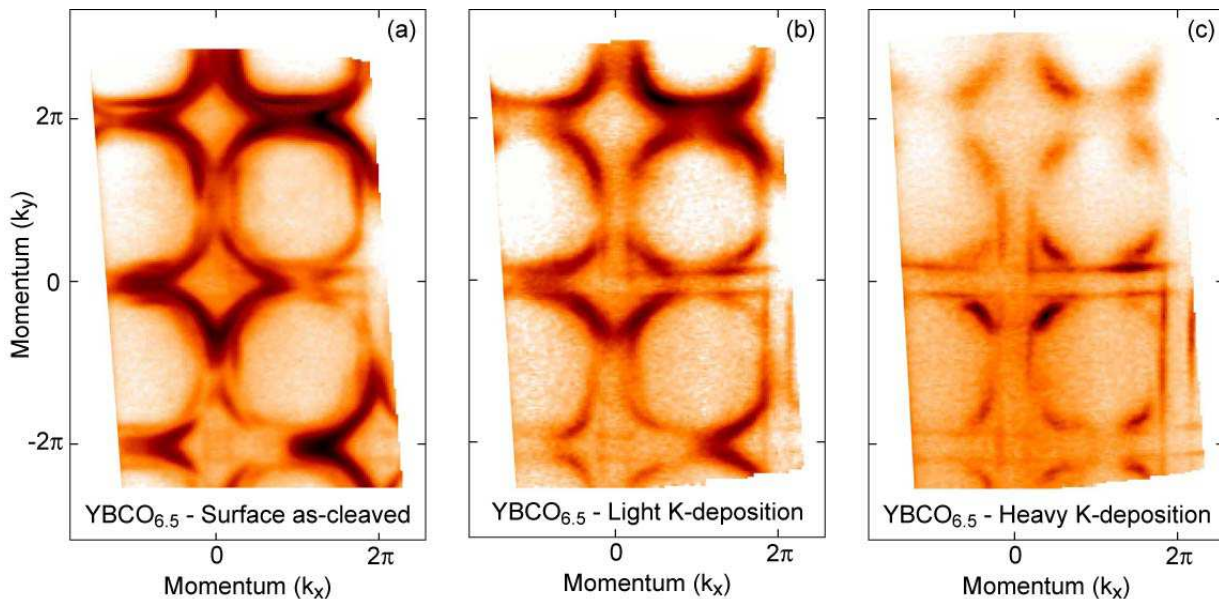 (a)
(b)
(c)
Momentum (kᵧ)
2π
0
-2π
YBCO₆.₅ - Surface as-cleaved
YBCO₆.₅ - Light K-deposition
YBCO₆.₅ - Heavy K-deposition
0
2π
0
2π
0
2π
Momentum (kₓ)
Momentum (kₓ)
Momentum (kₓ)